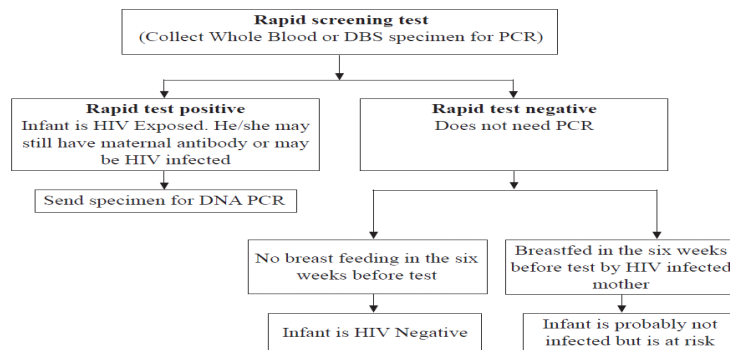 Rapid screening test
(Collect Whole Blood or DBS specimen for PCR)
Rapid test positive
Infant is HIV Exposed. He/she may
still have maternal antibody or may
be HIV infected
Rapid test negative
Does not need PCR
Send specimen for DNA PCR
No breast feeding in the six
weeks before test
Breastfed in the six weeks
before test by HIV infected
mother
Infant is HIV Negative
Infant is probably not
infected but is at risk